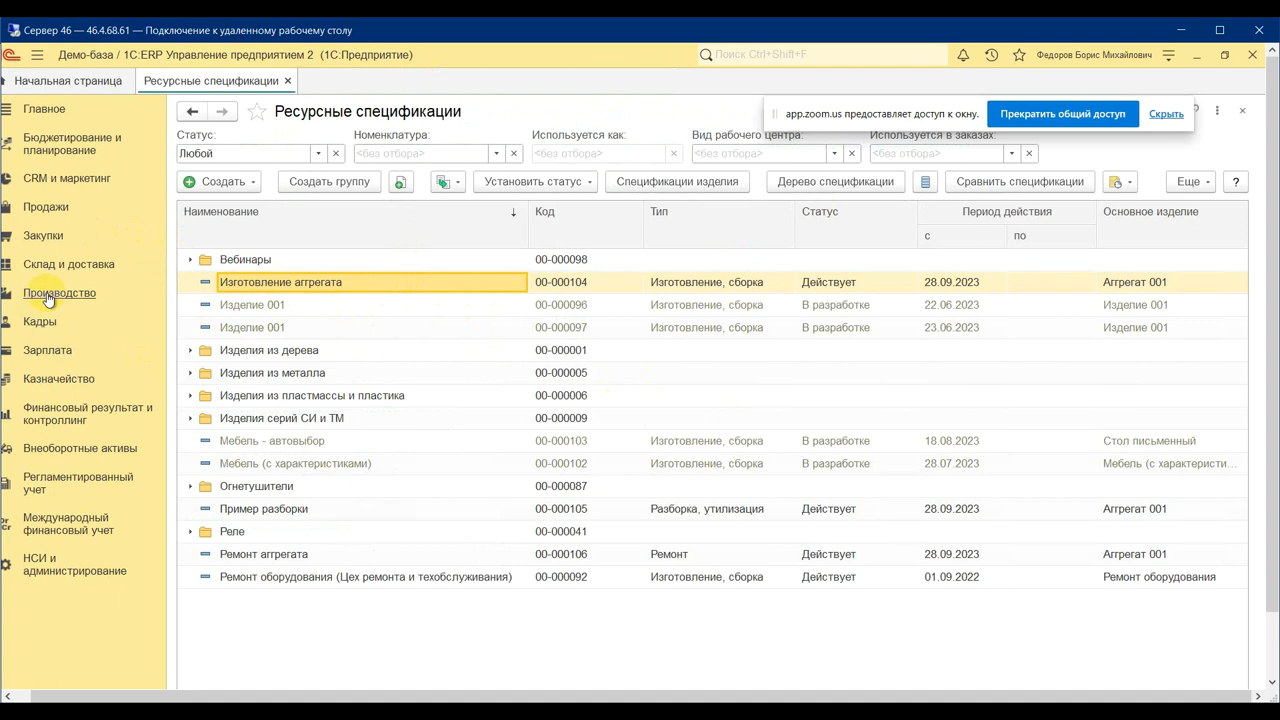 Сервер 46 — 46.4.68.61 — Подключение к удаленному рабочему столу
Демо-база / 1С:ERP Управление предприятием 2 (1С:Предприятие)
Поиск Ctrl+Shift+F
Федоров Борис Михайлович
Начальная страница
Ресурсные спецификации
Главное
Бюджетирование и
планирование
CRM и маркетинг
Продажи
Закупки
Склад и доставка
Производство
Кадры
Зарплата
Казначейство
Финансовый результат и
контроллинг
Внеоборотные активы
Регламентированный
учет
Международный
финансовый учет
НСИ и
администрирование
Ресурсные спецификации
app.zoom.us предоставляет доступ к окну.
Прекратить общий доступ
Скрыть
Статус: Номенклатура: Используется как: Вид рабочего центра: Используется в заказах:
Любой <без отбора> <без отбора> <без отбора> <без отбора>
Создать Создать группу Установить статус Спецификации изделия Дерево спецификации Сравнить спецификации Еще ?
Наименование Код Тип Статус Период действия Основное изделие
с по
Вебинары 00-000098
Изготовление аггрегата 00-000104 Изготовление, сборка Действует 28.09.2023 Аггрегат 001
Изделие 001 00-000096 Изготовление, сборка В разработке 22.06.2023 Изделие 001
Изделие 001 00-000097 Изготовление, сборка В разработке 23.06.2023 Изделие 001
Изделия из дерева 00-000001
Изделия из металла 00-000005
Изделия из пластмассы и пластика 00-000006
Изделия серий СИ и ТМ 00-000009
Мебель - автовыбор 00-000103 Изготовление, сборка В разработке 18.08.2023 Стол письменный
Мебель (с характеристиками) 00-000102 Изготовление, сборка В разработке 28.07.2023 Мебель (с характеристи...
Огнетушители 00-000087
Пример разборки 00-000105 Разборка, утилизация Действует 28.09.2023 Аггрегат 001
Реле 00-000041
Ремонт аггрегата 00-000106 Ремонт Действует 28.09.2023 Аггрегат 001
Ремонт оборудования (Цех ремонта и техобслуживания) 00-000092 Изготовление, сборка Действует 01.09.2022 Ремонт оборудования